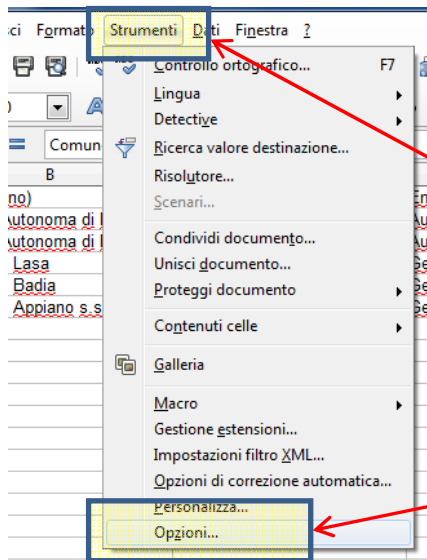 Formato Strumenti Dati Finestra ?
Controllo ortografico... F7
Lingua
Detective
Comun
Ricerca valore destinazione...
B
Risolutore...
no)
Scenari...
Autonoma di
Autonoma di
Condividi documento...
Lasa
Unisci documento...
Badia
Proteggi documento
Appiano s.s
Contenuti celle
Galleria
Macro
Gestione estensioni...
Impostazioni filtro XML...
Opzioni di correzione automatica...
Personalizza...
Opzioni...